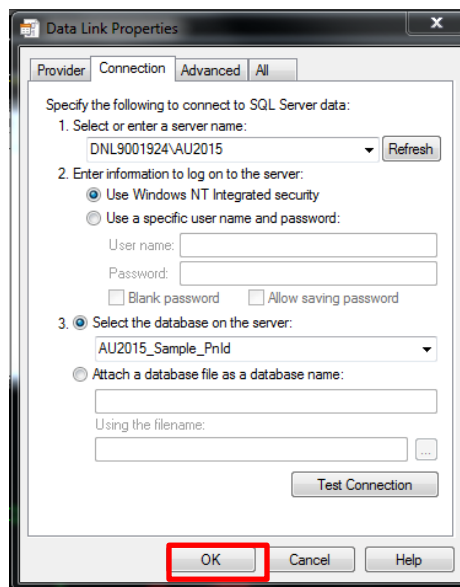 Data Link Properties
x
Provider Connection Advanced All
Specify the following to connect to SQL Server data:
1. Select or enter a server name:
DNL9001924\AU2015 Refresh
2. Enter information to log on to the server:
Use Windows NT Integrated security
Use a specific user name and password:
User name:
Password:
Blank password Allow saving password
3. Select the database on the server:
AU2015_Sample_PnId
Attach a database file as a database name:
Using the filename:
...
Test Connection
OK Cancel Help